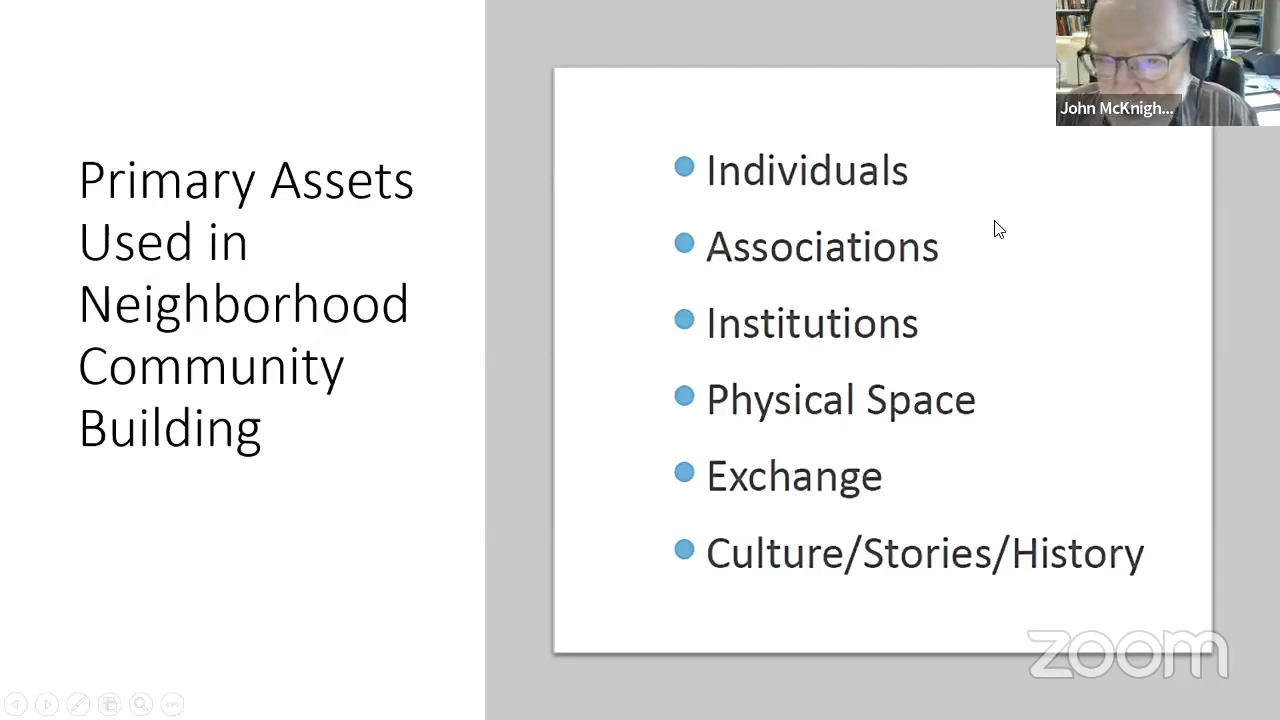 Primary Assets
Used in
Neighborhood
Community
Building
Individuals
Associations
Institutions
Physical Space
Exchange
Culture/Stories/History
John McKnigh...
zoom